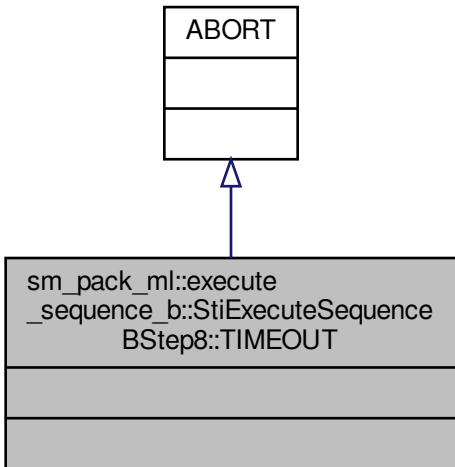 ABORT
sm_pack_ml::execute
_sequence_b::StiExecuteSequence
BStep8::TIMEOUT